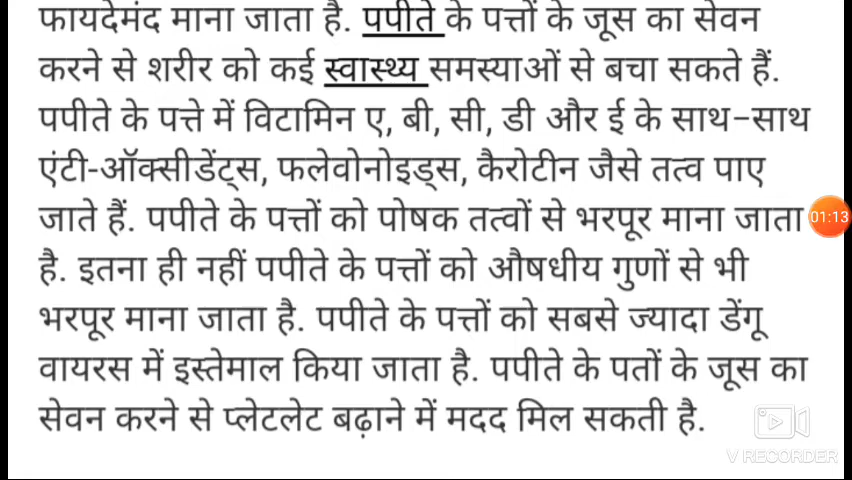 फायदेमंद माना जाता है. पपीते के पत्तों के जूस का सेवन
करने से शरीर को कई स्वास्थ्य समस्याओं से बचा सकते हैं.
पपीते के पत्ते में विटामिन ए, बी, सी, डी और ई के साथ-साथ
एंटी-ऑक्सीडेंट्स, फलेवोनोइड्स, कैरोटीन जैसे तत्व पाए
जाते हैं. पपीते के पत्तों को पोषक तत्वों से भरपूर माना जाता
01:13
है. इतना ही नहीं पपीते के पत्तों को औषधीय गुणों से भी
भरपूर माना जाता है. पपीते के पत्तों को सबसे ज्यादा डेंगू
वायरस में इस्तेमाल किया जाता है. पपीते के पतों के जूस का
सेवन करने से प्लेटलेट बढ़ाने में मदद मिल सकती है.
V RECORDER